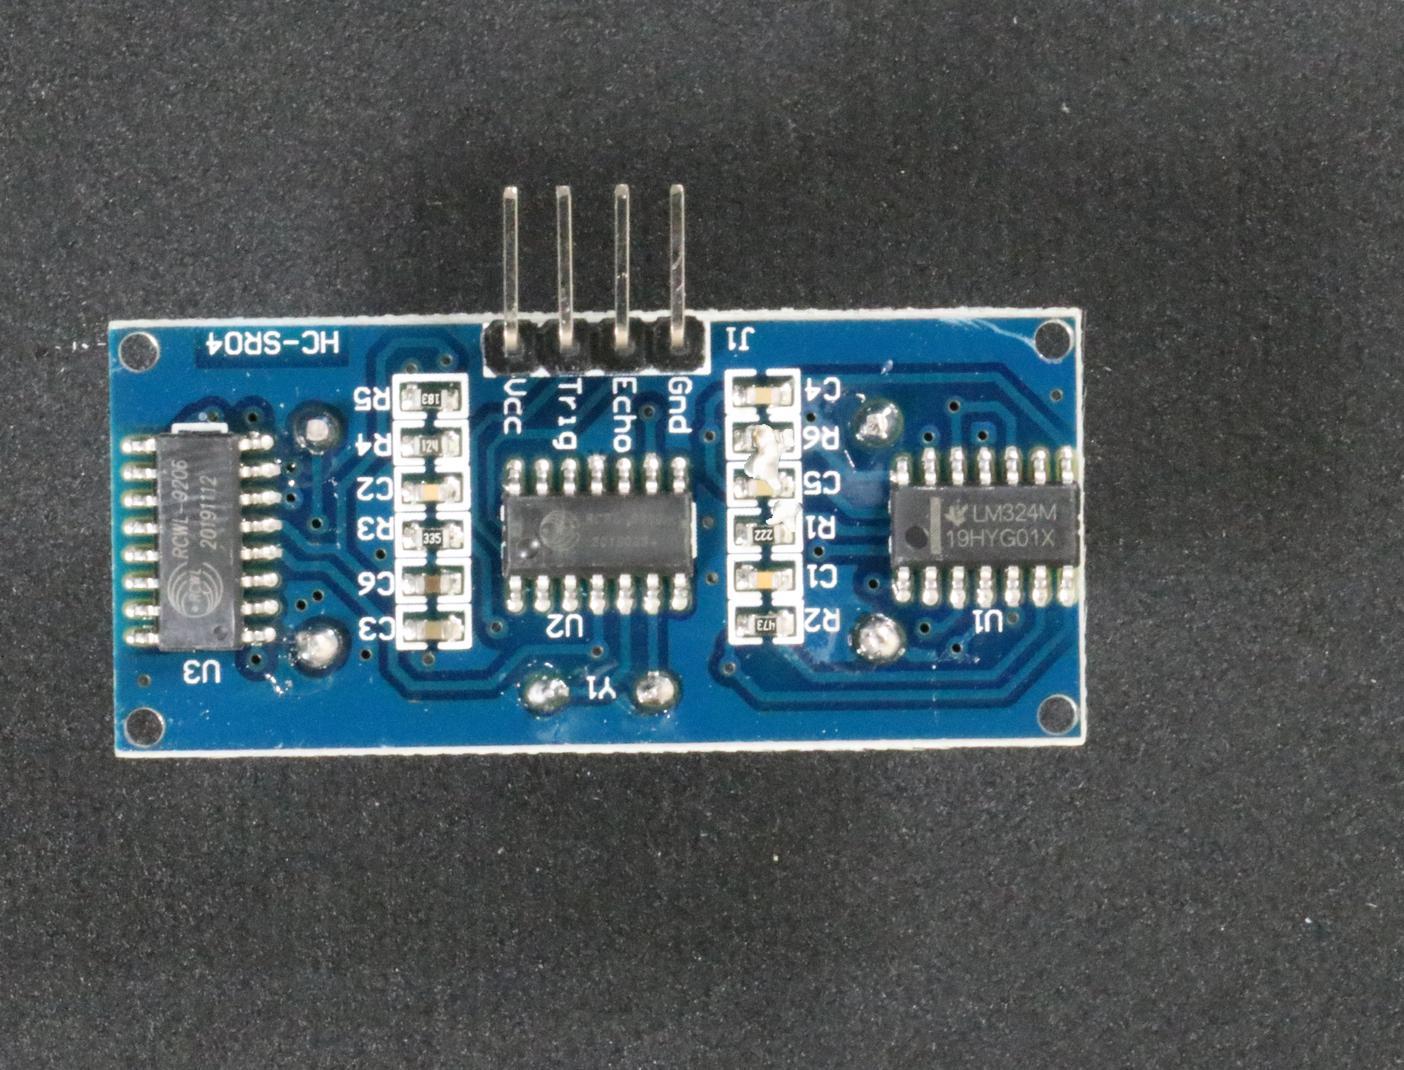 HC-SR04
J1
Vcc
Trig
Echo
Gnd
R5
183
R4
124
C2
R3
335
C6
C3
C4
R6
C5
R1
222
C1
R2
473
RCWL-9206
20191112
RCWL
U3
U2
Y1
LM324M
19HYG01X
U1